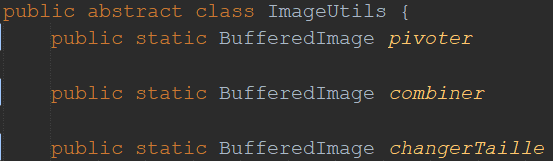 public abstract class ImageUtils {
public static BufferedImage pivoter
public static BufferedImage combiner
public static BufferedImage changerTaille